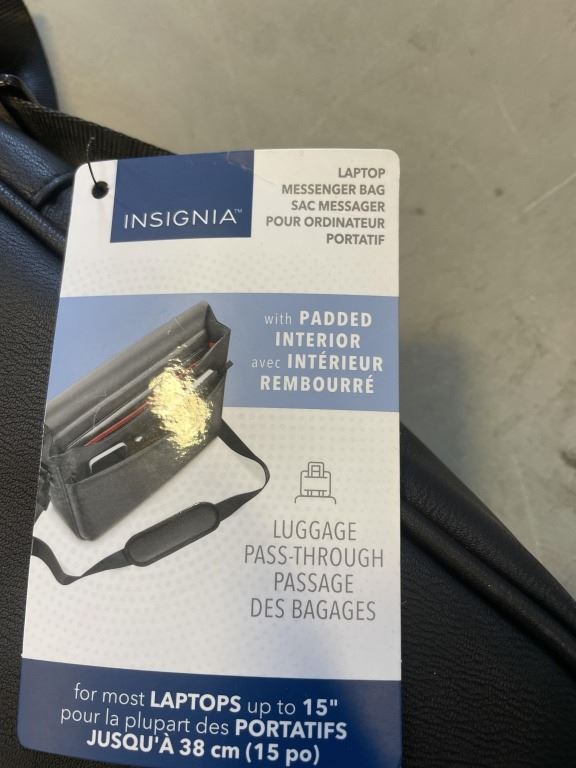 INSIGNIA™
LAPTOP
MESSENGER BAG
SAC MESSAGER
POUR ORDINATEUR
PORTATIF
with PADDED
INTERIOR
avec INTÉRIEUR
REMBOURRÉ
LUGGAGE
PASS-THROUGH
PASSAGE
DES BAGAGES
for most LAPTOPS up to 15"
pour la plupart des PORTATIFS
JUSQU'À 38 cm (15 po)